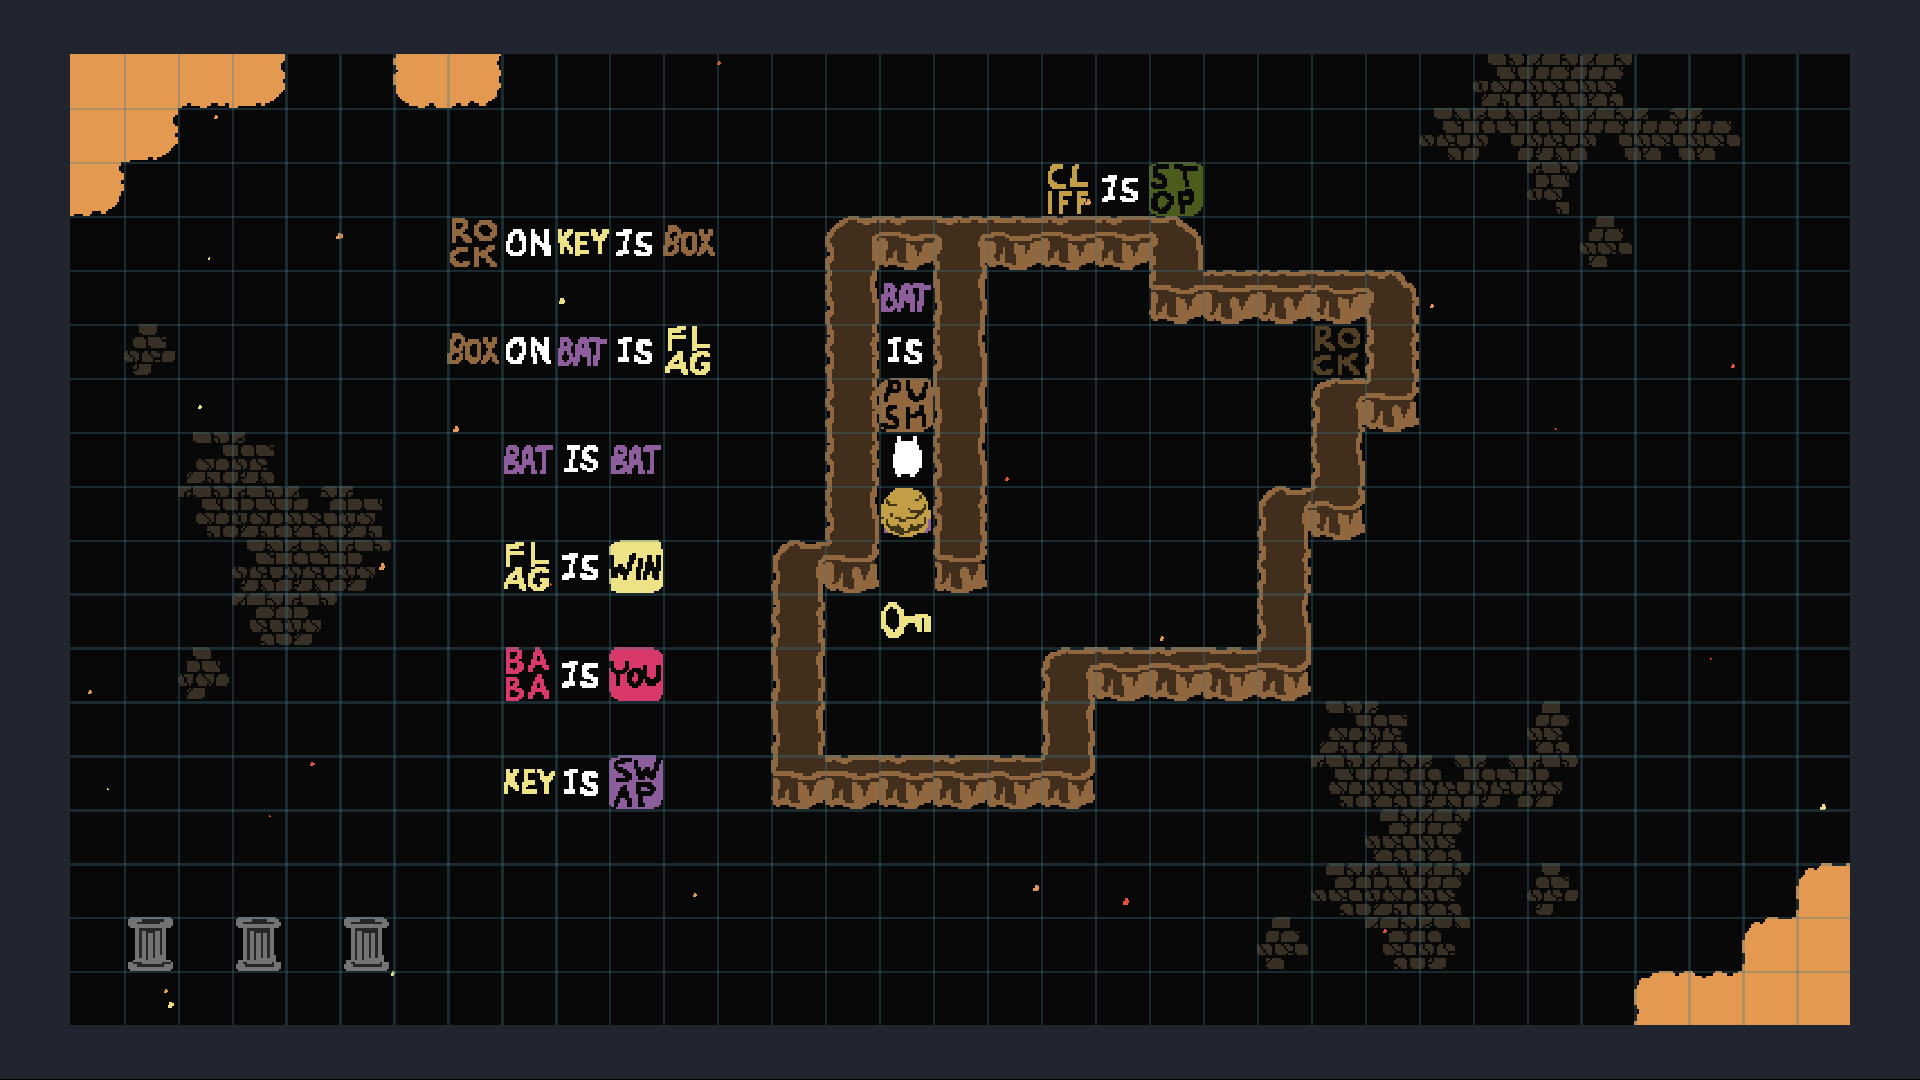 CLIFF IS STOP
ROCK ON KEY IS BOX
BAT
IS
PUSH
BOX ON BAT IS FLAG
ROCK
BAT IS BAT
FLAG IS WIN
BABA IS YOU
KEY IS SWAP